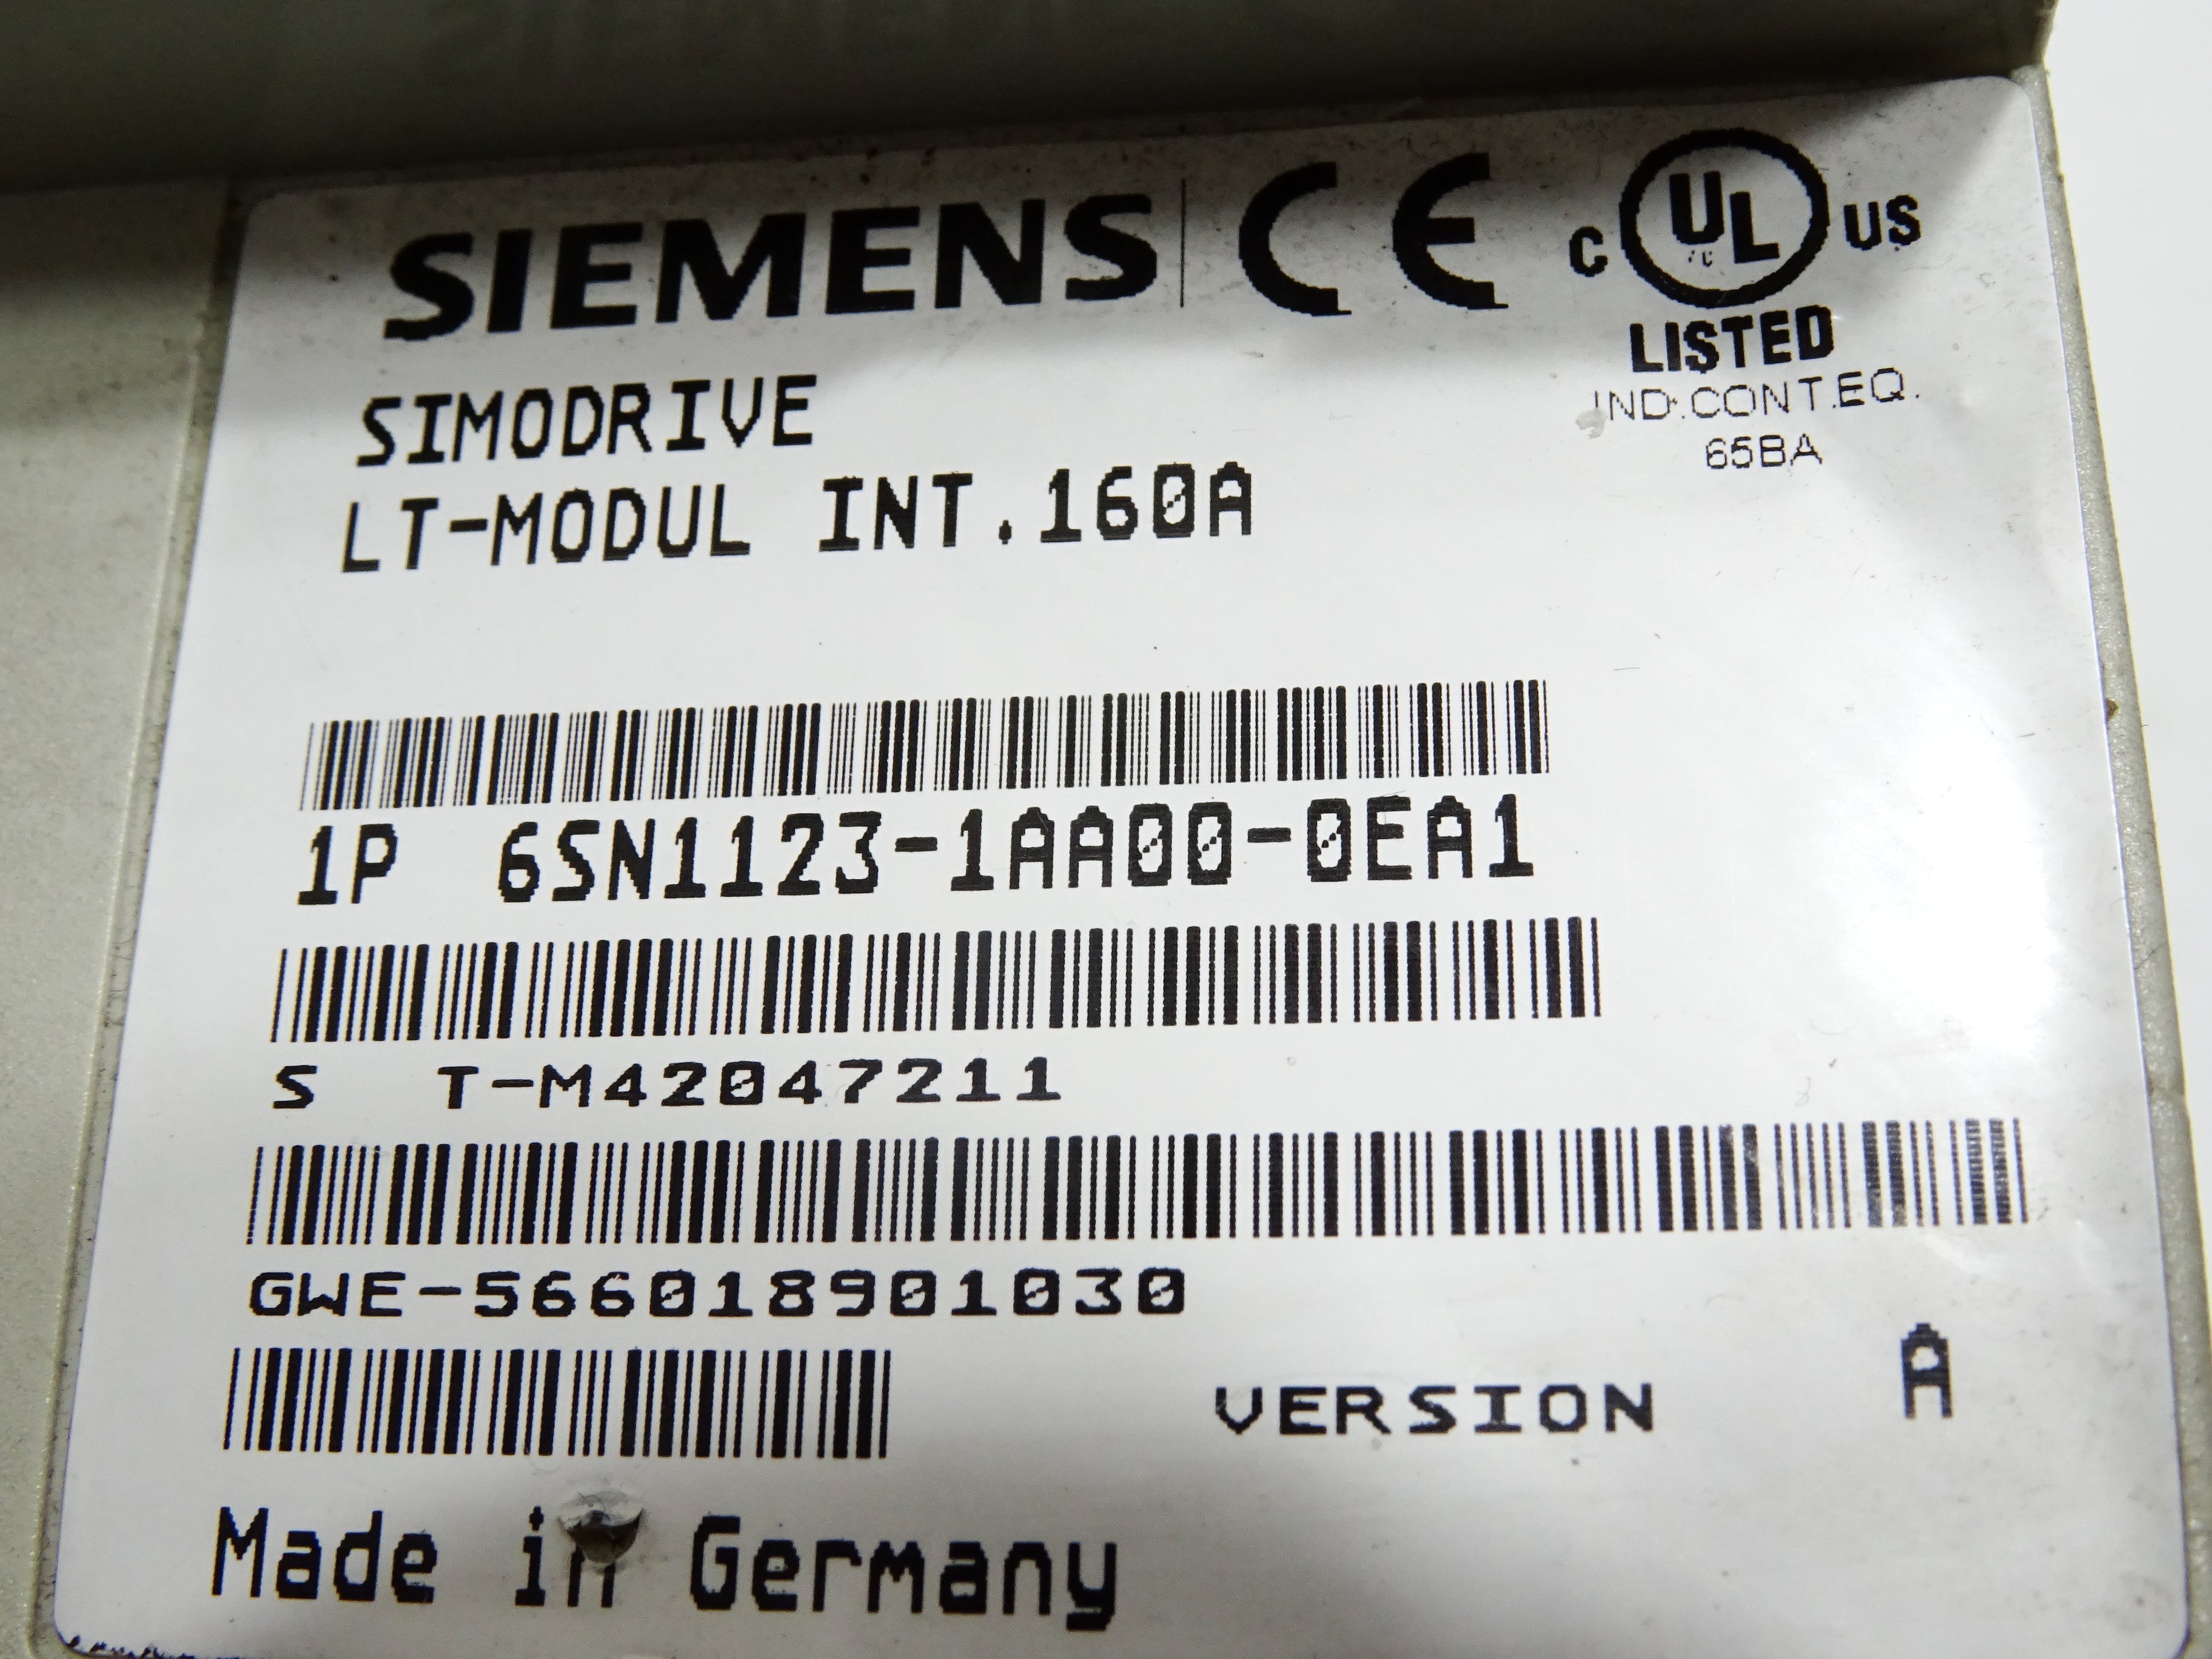 SIEMENS CE C UL US
LISTED
IND.CONT.EQ.
65BA
SIMODRIVE
LT-MODUL INT.160A
1P 6SN1123-1AA00-0EA1
S T-M42047211
GWE-566018901030
VERSION A
Made in Germany